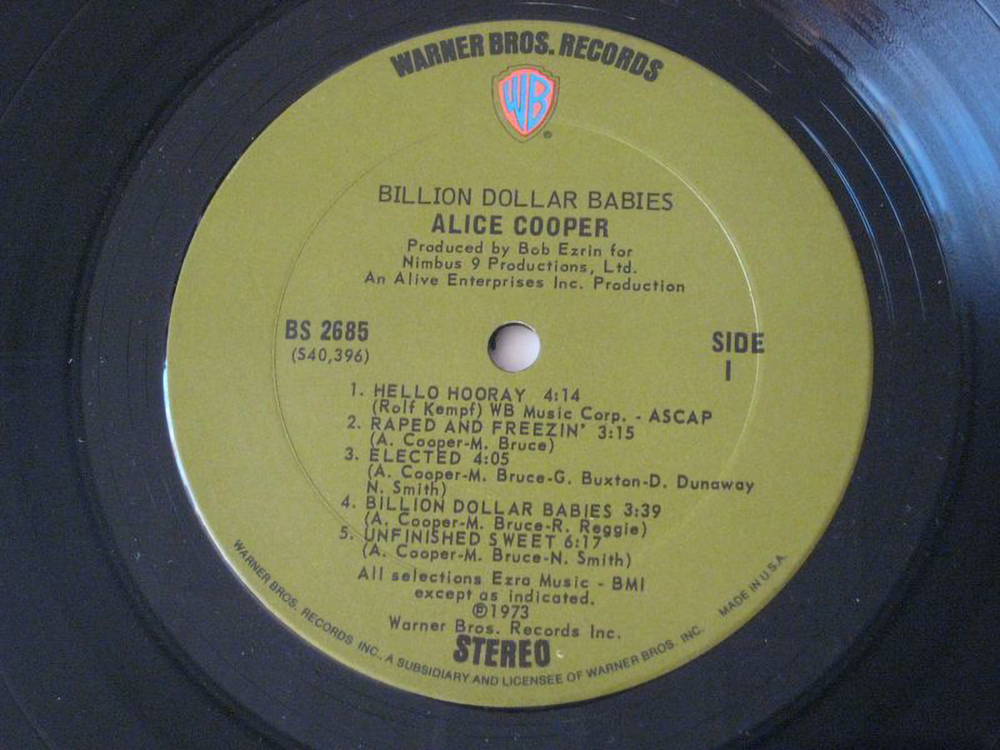 WARNER BROS. RECORDS
WB
®
BILLION DOLLAR BABIES
ALICE COOPER
Produced by Bob Ezrin for
Nimbus 9 Productions, Ltd.
An Alive Enterprises Inc. Production
BS 2685
(S40,396)
SIDE
1
1. HELLO HOORAY 4:14
(Rolf Kempf) WB Music Corp. - ASCAP
2. RAPED AND FREEZIN' 3:15
(A. Cooper-M. Bruce)
3. ELECTED 4:05
(A. Cooper-M. Bruce-G. Buxton-D. Dunaway
N. Smith)
4. BILLION DOLLAR BABIES 3:39
(A. Cooper-M. Bruce-R. Reggie)
5. UNFINISHED SWEET 6:17
(A. Cooper-M. Bruce-N. Smith)
All selections Ezra Music - BMI
except as indicated.
℗1973
Warner Bros. Records Inc.
STEREO
WARNER BROS. RECORDS INC., A SUBSIDIARY AND LICENSEE OF WARNER BROS. INC. MADE IN U.S.A.